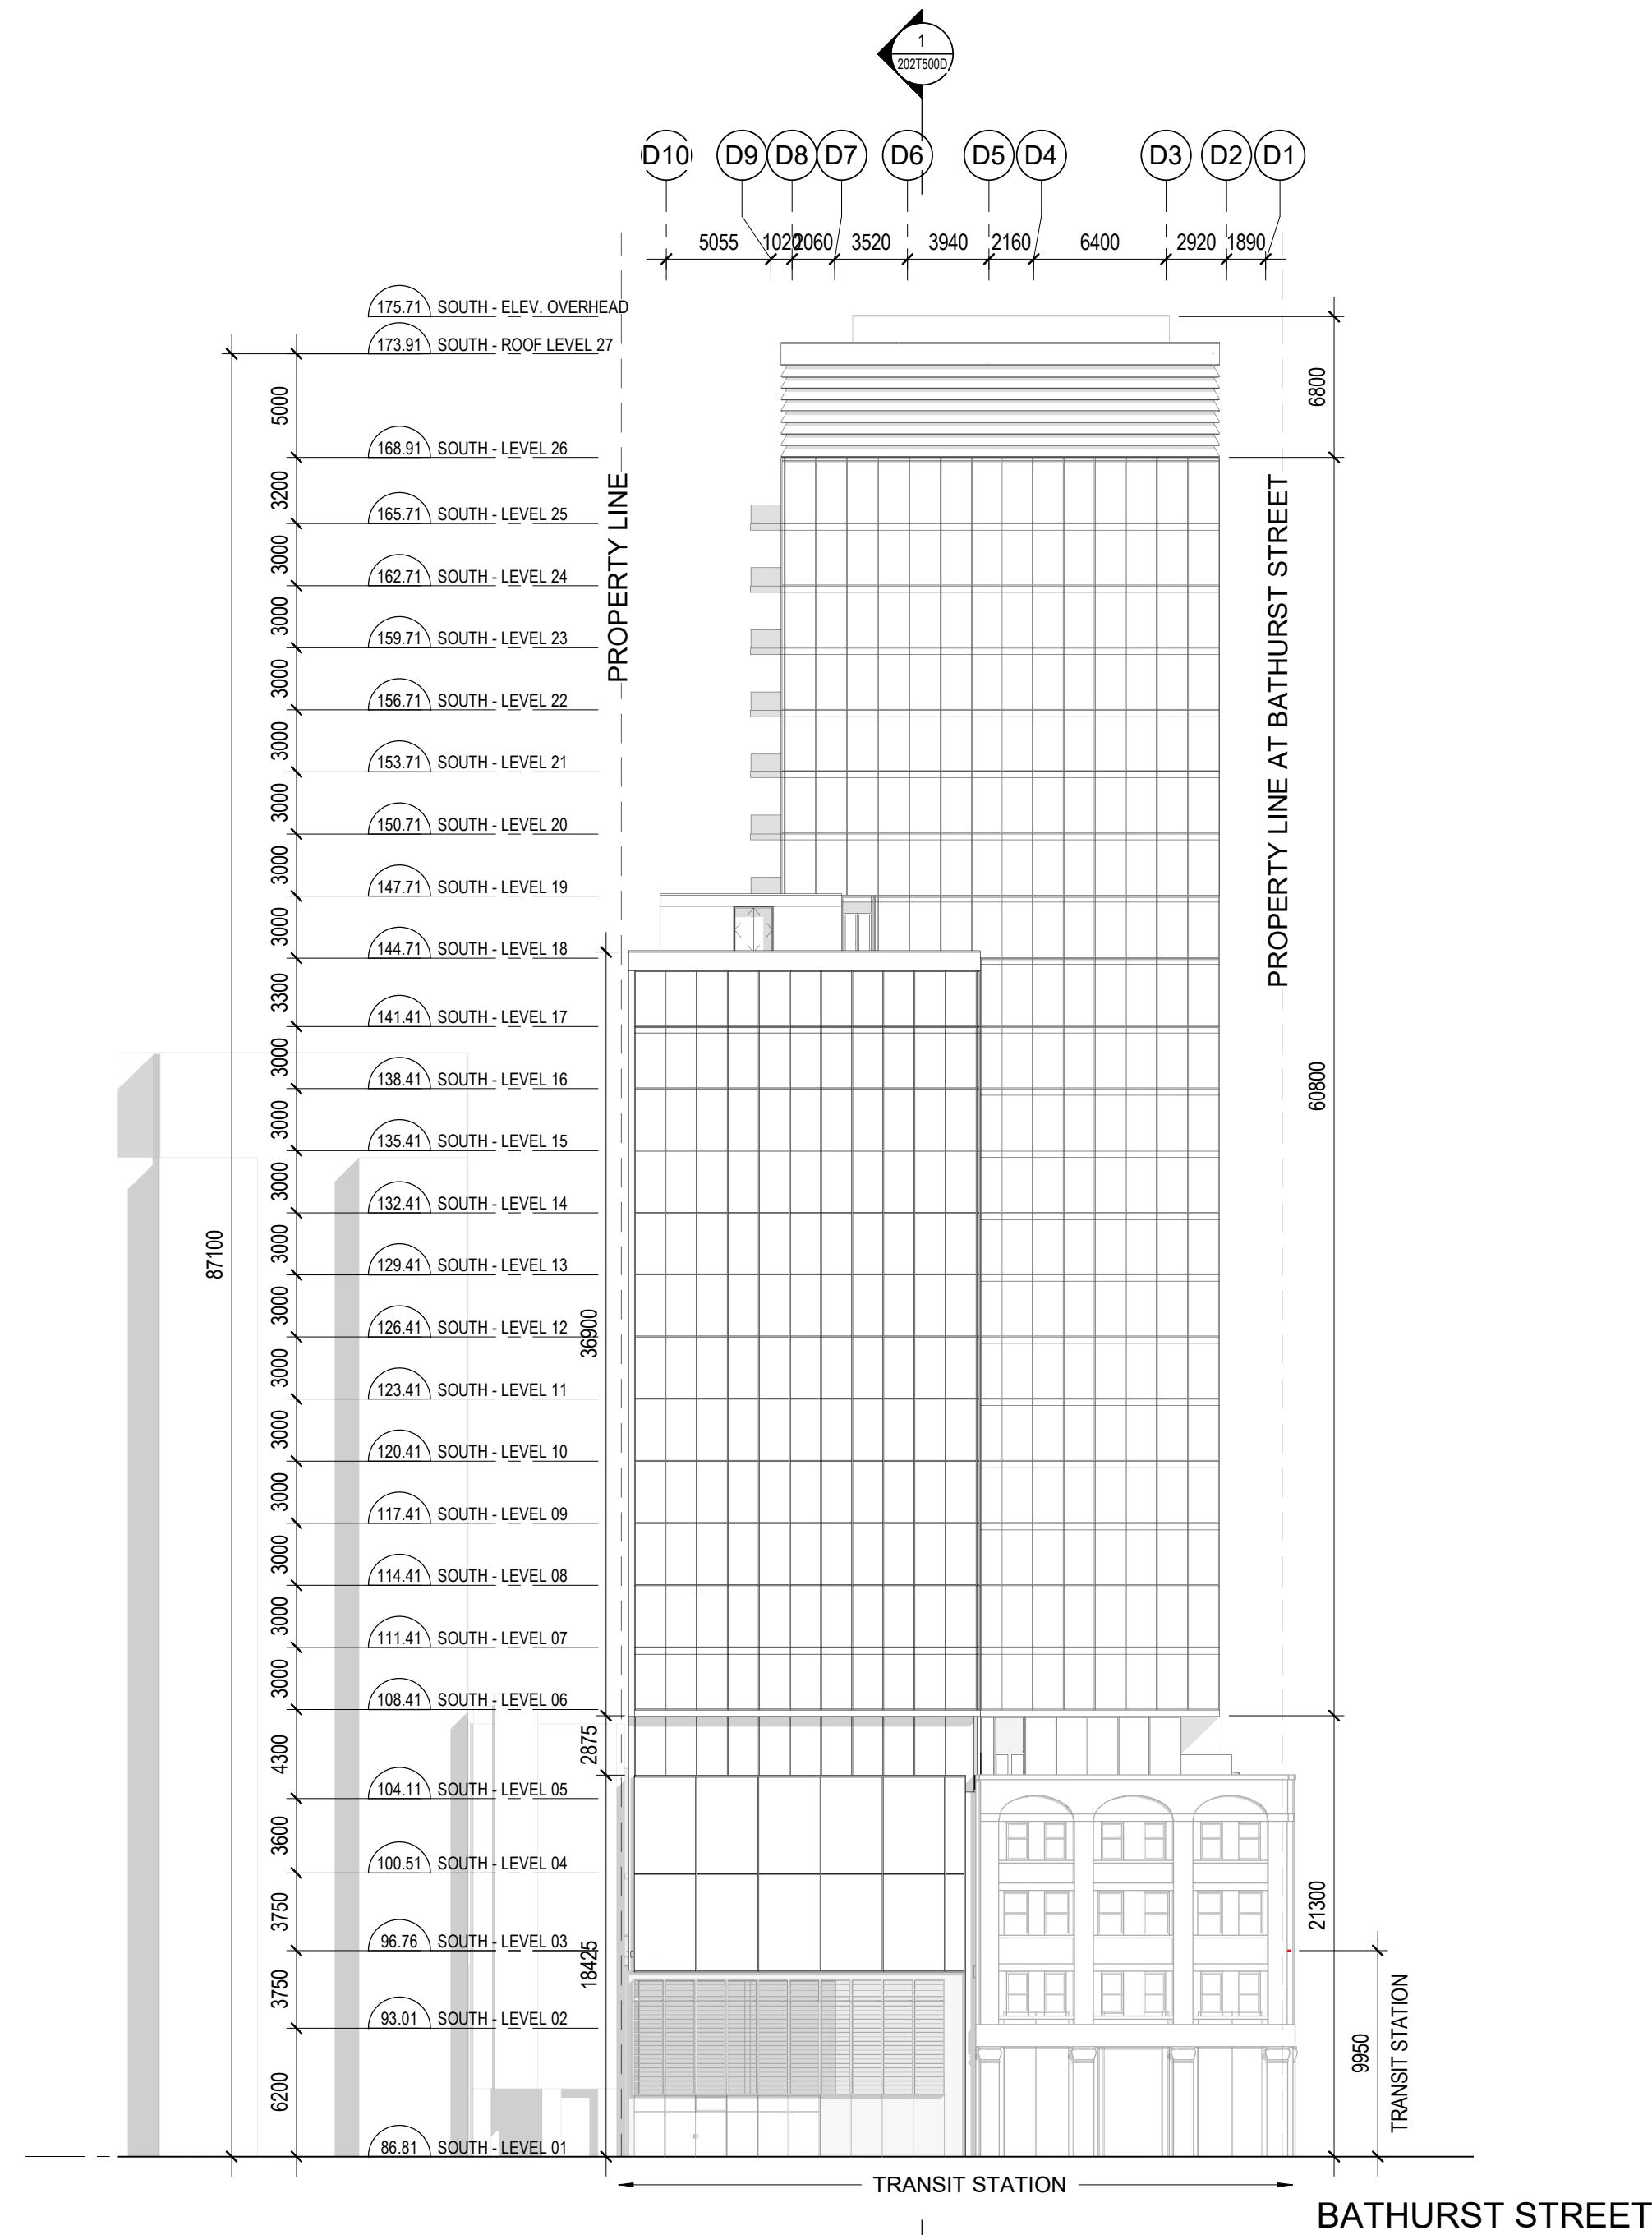 1
202T500D
D10 D9 D8 D7 D6 D5 D4 D3 D2 D1
5055 1020 2060 3520 3940 2160 6400 2920 1890
175.71 SOUTH - ELEV. OVERHEAD
173.91 SOUTH - ROOF LEVEL 27
5000
6800
168.91 SOUTH - LEVEL 26
3200
165.71 SOUTH - LEVEL 25
3000
162.71 SOUTH - LEVEL 24
3000
159.71 SOUTH - LEVEL 23
3000
156.71 SOUTH - LEVEL 22
3000
153.71 SOUTH - LEVEL 21
3000
150.71 SOUTH - LEVEL 20
3000
147.71 SOUTH - LEVEL 19
3000
144.71 SOUTH - LEVEL 18
3300
141.41 SOUTH - LEVEL 17
3000
138.41 SOUTH - LEVEL 16
3000
135.41 SOUTH - LEVEL 15
3000
132.41 SOUTH - LEVEL 14
3000
129.41 SOUTH - LEVEL 13
3000
126.41 SOUTH - LEVEL 12
3000
123.41 SOUTH - LEVEL 11
3000
120.41 SOUTH - LEVEL 10
3000
117.41 SOUTH - LEVEL 09
3000
114.41 SOUTH - LEVEL 08
3000
111.41 SOUTH - LEVEL 07
3000
108.41 SOUTH - LEVEL 06
4300
104.11 SOUTH - LEVEL 05
3600
100.51 SOUTH - LEVEL 04
3750
96.76 SOUTH - LEVEL 03
3750
93.01 SOUTH - LEVEL 02
6200
86.81 SOUTH - LEVEL 01
87100
36900
2875
18425
PROPERTY LINE
PROPERTY LINE AT BATHURST STREET
60800
21300
9950
TRANSIT STATION
TRANSIT STATION
BATHURST STREET